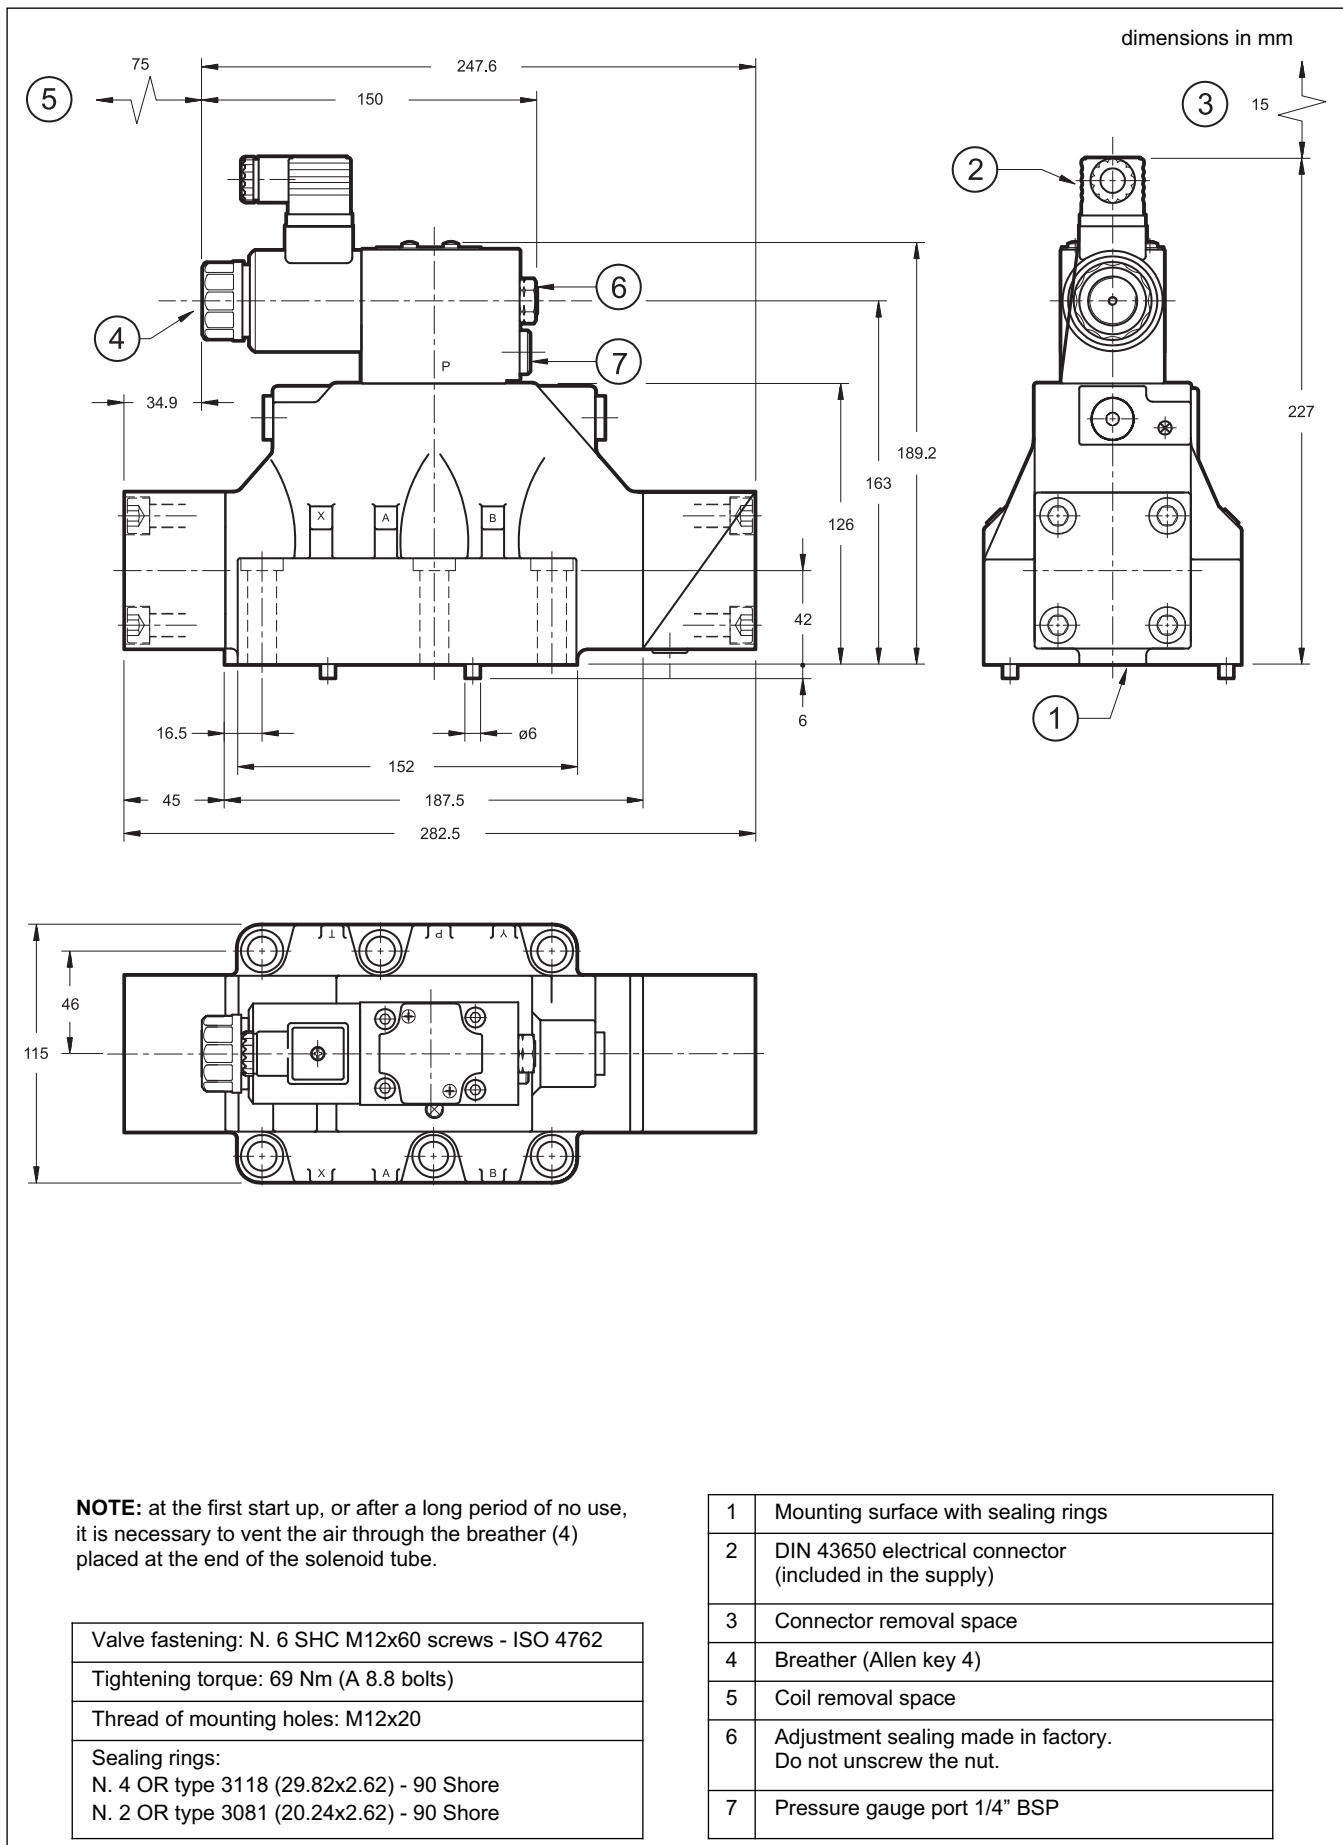 dimensions in mm
75
247.6
5
150
3
15
2
6
4
7
P
34.9
227
189.2
163
X
A
B
126
42
6
16.5
ø6
1
152
45
187.5
282.5
T
P
Y
46
115
X
A
B
NOTE: at the first start up, or after a long period of no use,
it is necessary to vent the air through the breather (4)
placed at the end of the solenoid tube.
Valve fastening: N. 6 SHC M12x60 screws - ISO 4762
Tightening torque: 69 Nm (A 8.8 bolts)
Thread of mounting holes: M12x20
Sealing rings:
N. 4 OR type 3118 (29.82x2.62) - 90 Shore
N. 2 OR type 3081 (20.24x2.62) - 90 Shore
1 Mounting surface with sealing rings
2 DIN 43650 electrical connector
(included in the supply)
3 Connector removal space
4 Breather (Allen key 4)
5 Coil removal space
6 Adjustment sealing made in factory.
Do not unscrew the nut.
7 Pressure gauge port 1/4” BSP